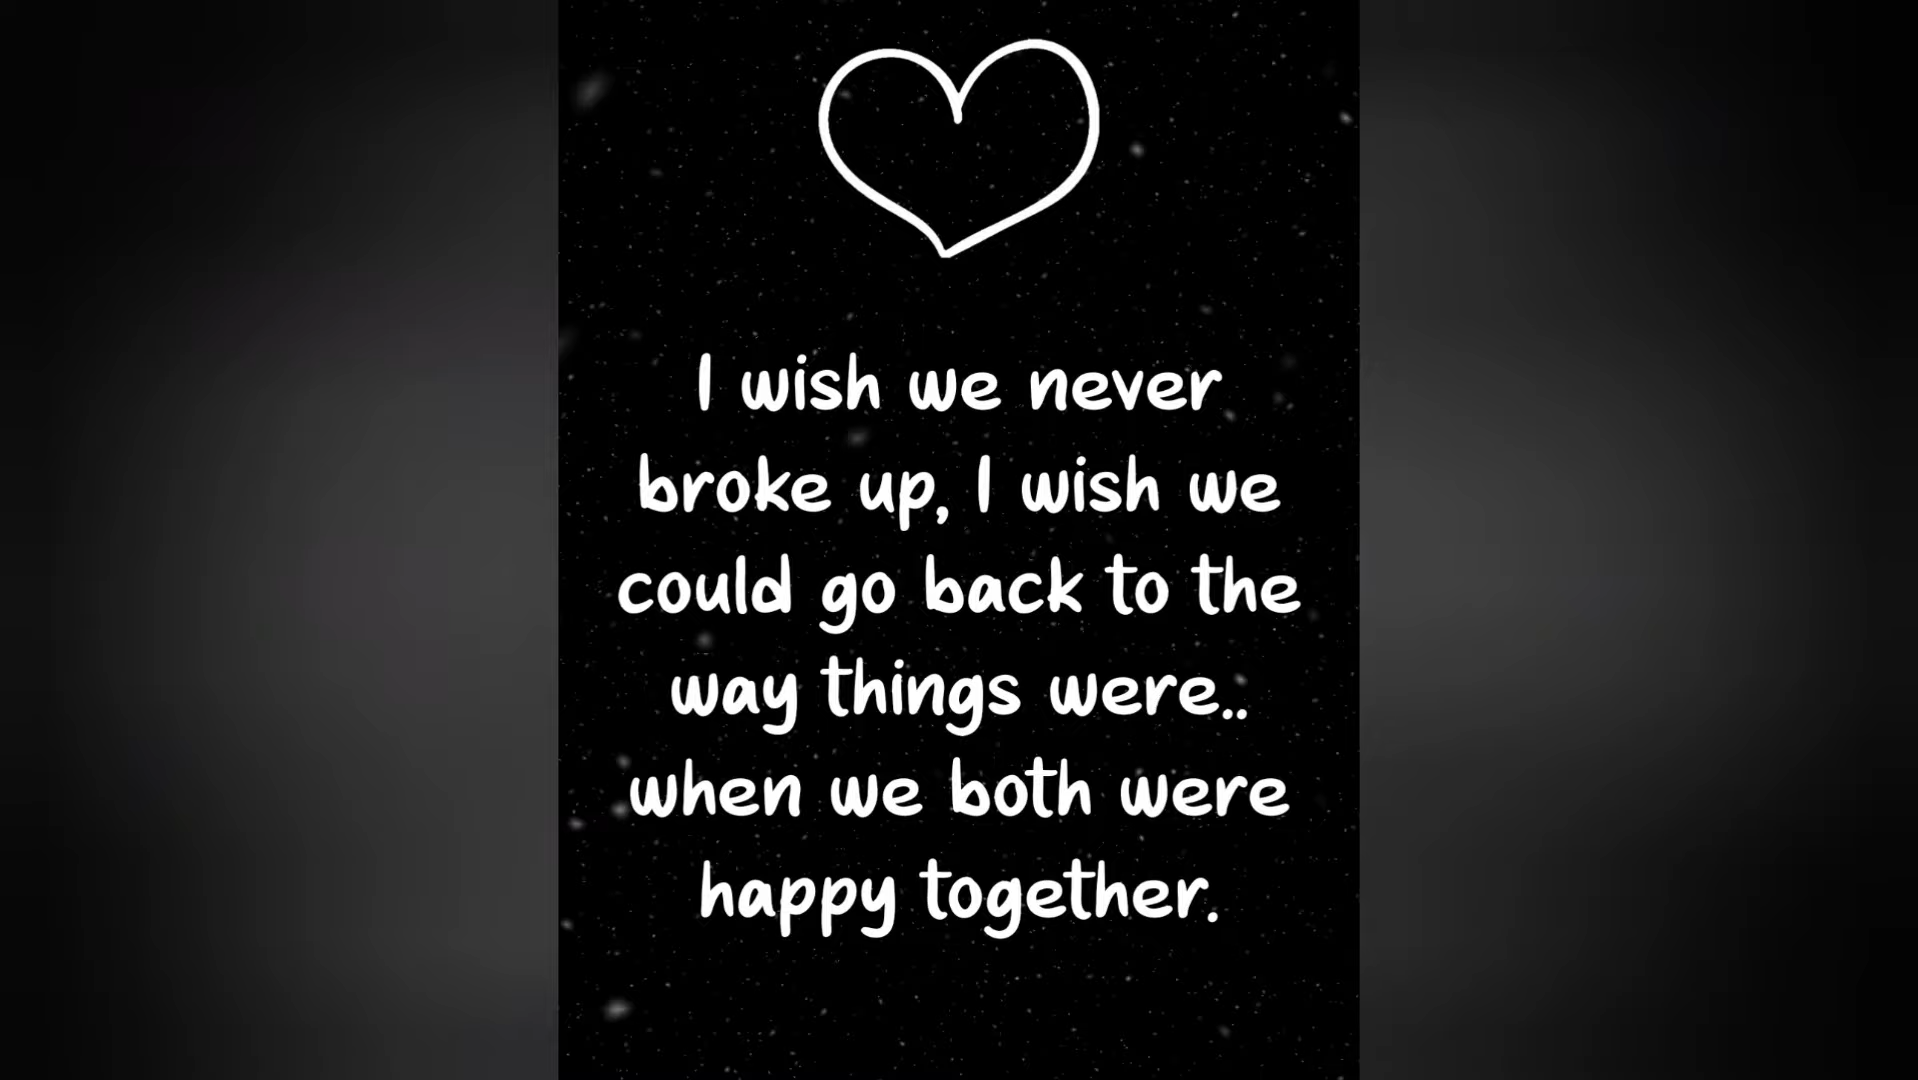 I wish we never
broke up, I wish we
could go back to the
way things were..
when we both were
happy together.